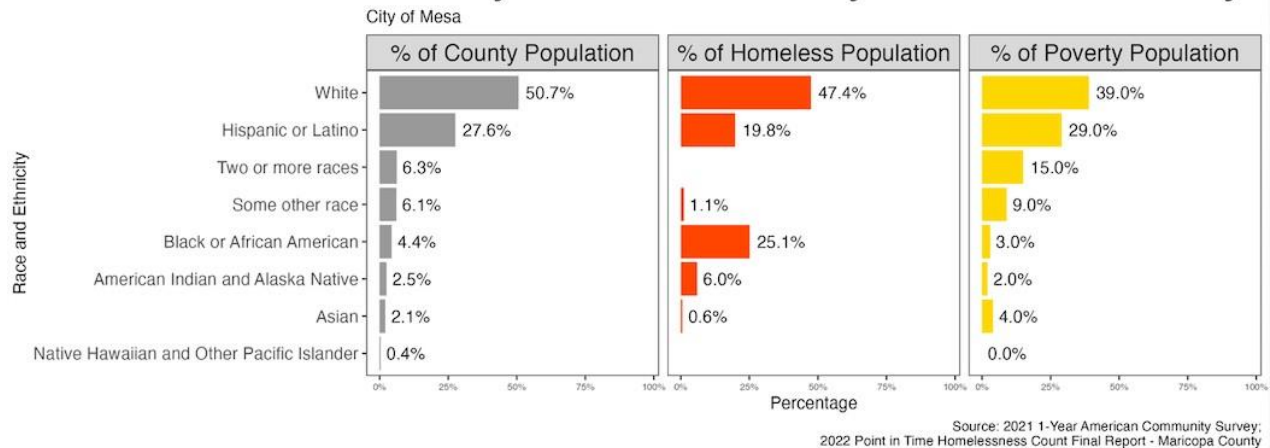 City of Mesa
% of County Population % of Homeless Population % of Poverty Population
White 50.7% 47.4% 39.0%
Hispanic or Latino 27.6% 19.8% 29.0%
Two or more races 6.3% 15.0%
Some other race 6.1% 1.1% 9.0%
Black or African American 4.4% 25.1% 3.0%
American Indian and Alaska Native 2.5% 6.0% 2.0%
Asian 2.1% 0.6% 4.0%
Native Hawaiian and Other Pacific Islander 0.4% 0.0%
Race and Ethnicity
0% 25% 50% 75% 100% 0% 25% 50% 75% 100% 0% 25% 50% 75% 100%
Percentage
Source: 2021 1-Year American Community Survey;
2022 Point in Time Homelessness Count Final Report - Maricopa County